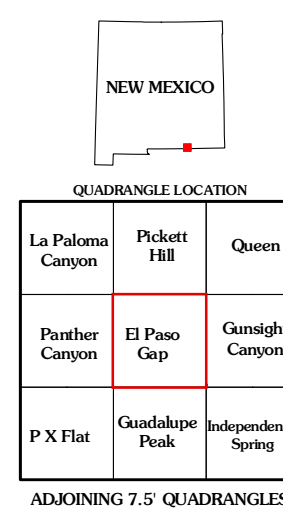 NEW MEXICO
QUADRANGLE LOCATION
La Paloma
Canyon
Pickett
Hill
Queen
Panther
Canyon
El Paso
Gap
Gunsigh
Canyon
P X Flat
Guadalupe
Peak
Independen
Spring
ADJOINING 7.5' QUADRANGLES